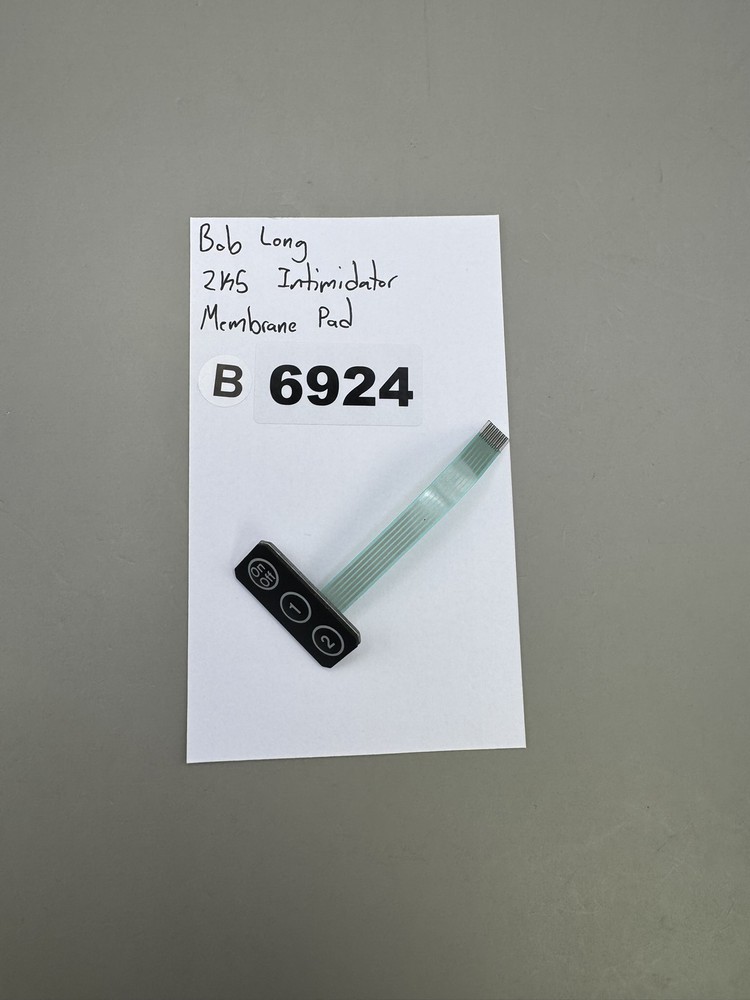 Bob Long
2K5 Intimidator
Membrane Pad
B 6924
On
Off
1
2